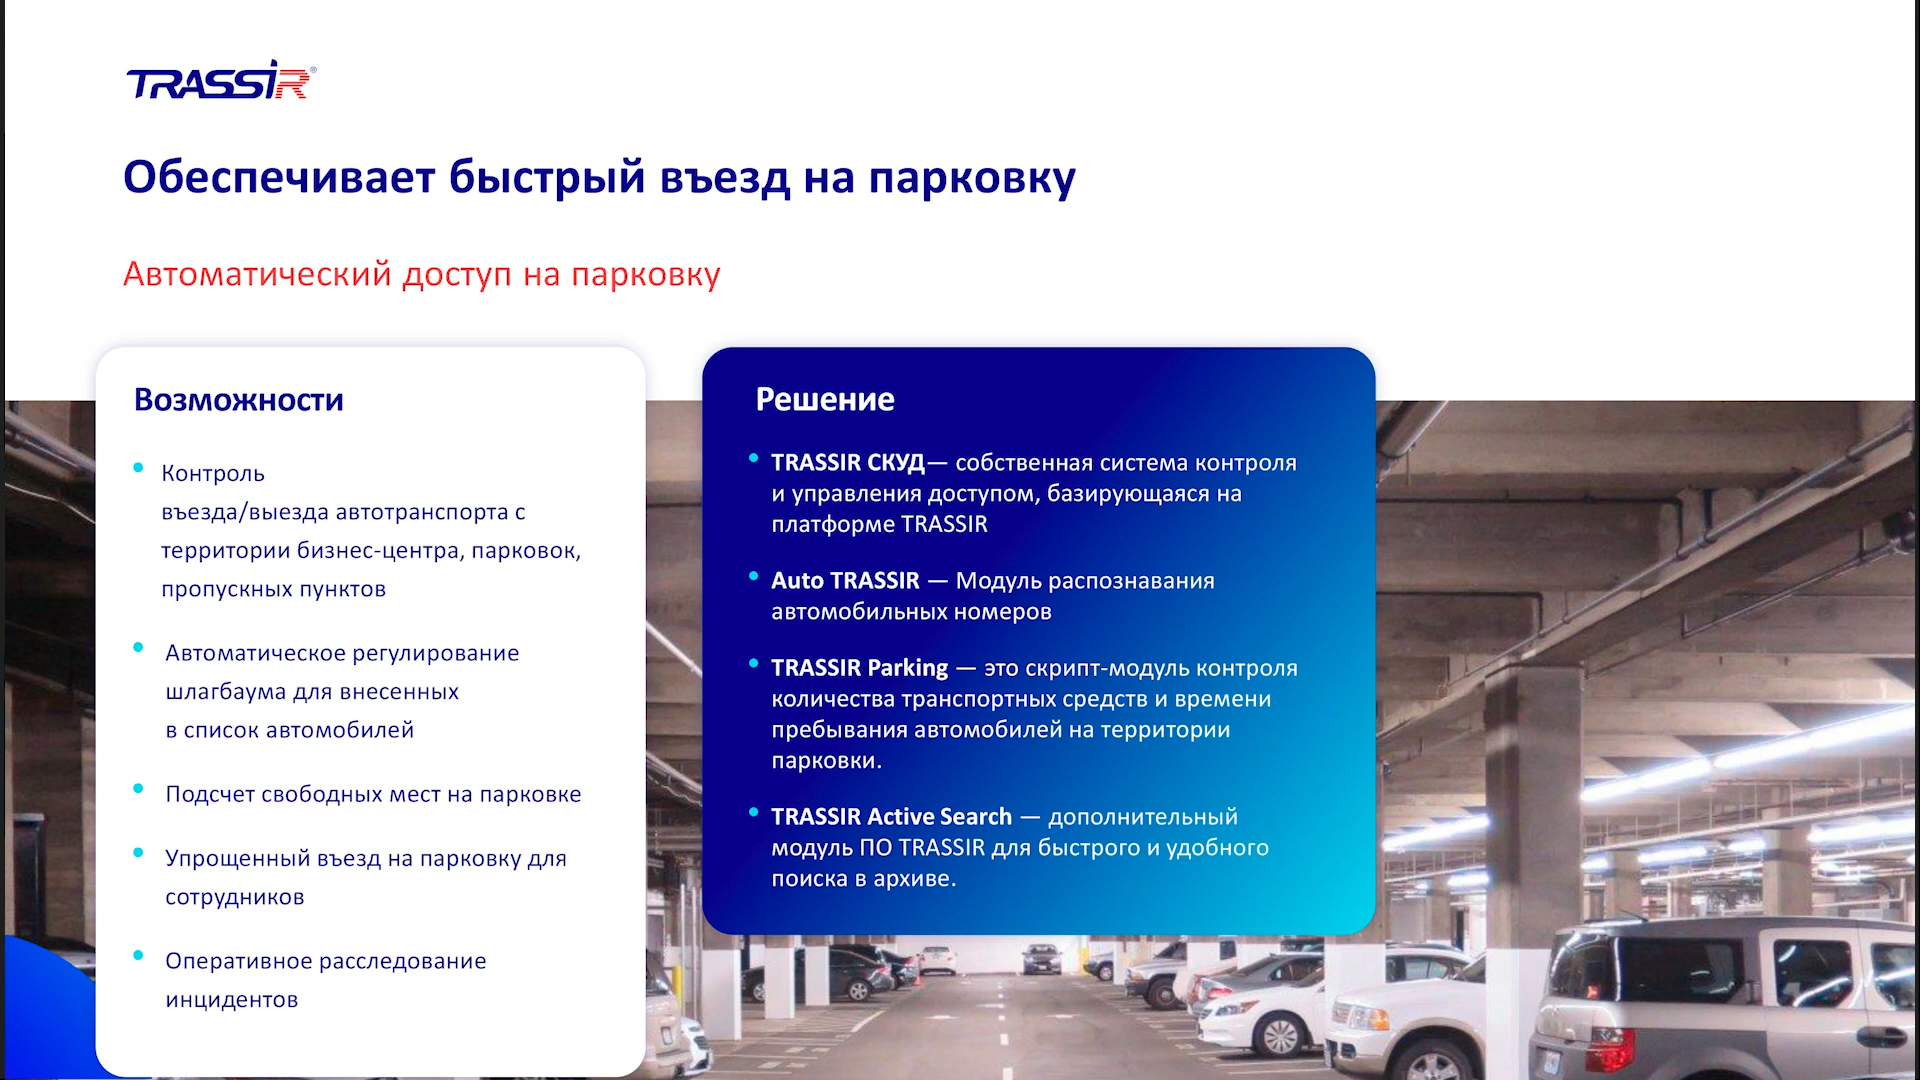 TRASSIR®
Обеспечивает быстрый въезд на парковку
Автоматический доступ на парковку
Возможности
• Контроль
въезда/выезда автотранспорта с
территории бизнес-центра, парковок,
пропускных пунктов
• Автоматическое регулирование
шлагбаума для внесенных
в список автомобилей
• Подсчет свободных мест на парковке
• Упрощенный въезд на парковку для
сотрудников
• Оперативное расследование
инцидентов
Решение
• TRASSIR СКУД— собственная система контроля
и управления доступом, базирующаяся на
платформе TRASSIR
• Auto TRASSIR — Модуль распознавания
автомобильных номеров
• TRASSIR Parking — это скрипт-модуль контроля
количества транспортных средств и времени
пребывания автомобилей на территории
парковки.
• TRASSIR Active Search — дополнительный
модуль ПО TRASSIR для быстрого и удобного
поиска в архиве.